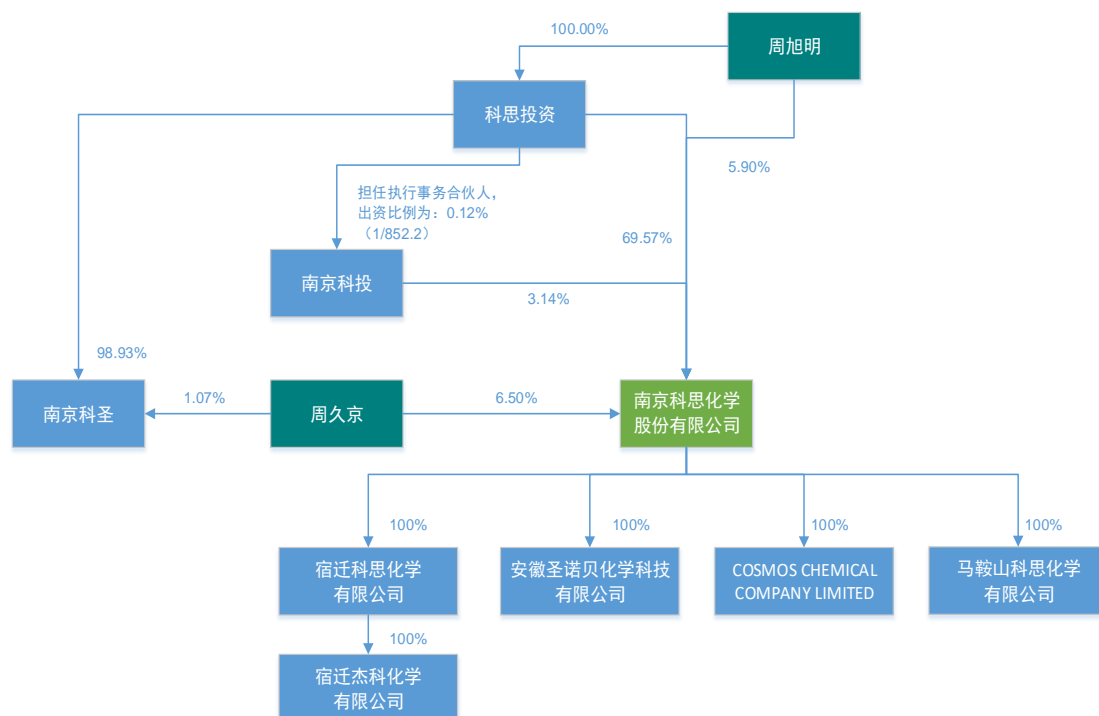 100.00%
周旭明
科思投资
5.90%
担任执行事务合伙人，
出资比例为：0.12%
（1/852.2）
69.57%
南京科投
3.14%
98.93%
南京科圣
1.07%
周久京
6.50%
南京科思化学
股份有限公司
100%
100%
100%
100%
宿迁科思化学
有限公司
安徽圣诺贝化学科技
有限公司
COSMOS CHEMICAL
COMPANY LIMITED
马鞍山科思化学
有限公司
100%
宿迁杰科化学
有限公司